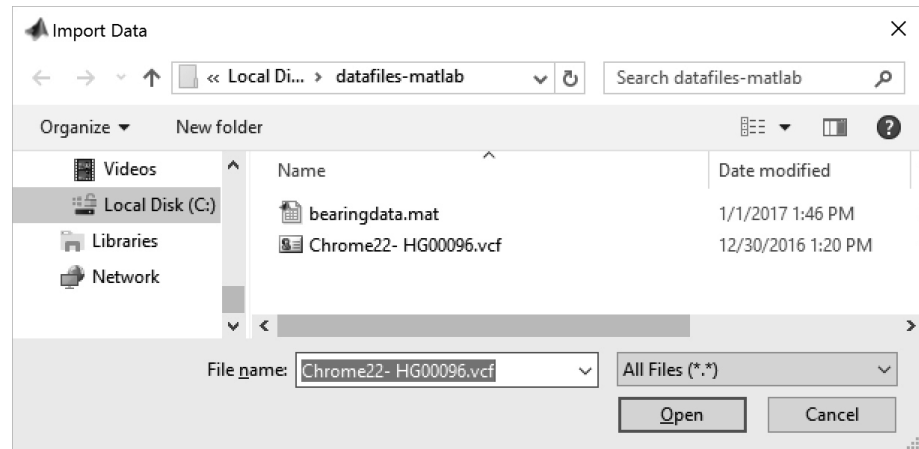 Import Data
« Local Di... › datafiles-matlab
Search datafiles-matlab
Organize
New folder
?
Videos
Local Disk (C:)
Libraries
Network
Name
Date modified
bearingdata.mat
1/1/2017 1:46 PM
Chrome22- HG00096.vcf
12/30/2016 1:20 PM
File name:
Chrome22- HG00096.vcf
All Files (*.*)
Open
Cancel